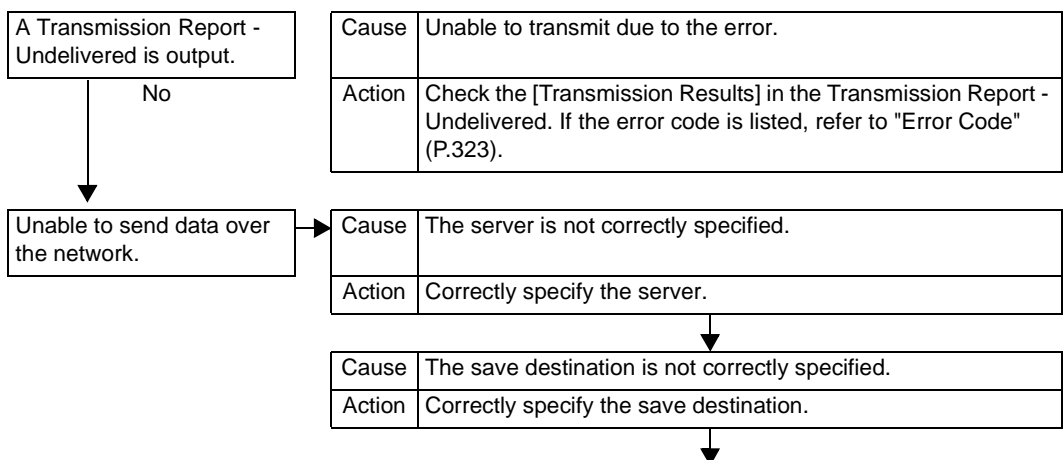 A Transmission Report -
Undelivered is output.
Cause Unable to transmit due to the error.
No
Action Check the [Transmission Results] in the Transmission Report -
Undelivered. If the error code is listed, refer to "Error Code"
(P.323).
Unable to send data over
the network.
Cause The server is not correctly specified.
Action Correctly specify the server.
Cause The save destination is not correctly specified.
Action Correctly specify the save destination.